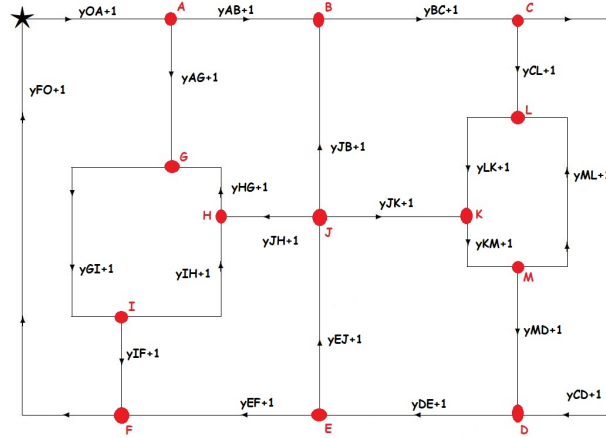 A
B
C
yOA+1
yAB+1
yBC+1
yFO+1
yAG+1
yCL+1
L
yJB+1
G
yLK+1
yML+1
yHG+1
yJK+1
H
K
yJH+1
J
yKM+1
yGI+1
yIH+1
M
I
yMD+1
yEJ+1
yIF+1
yCD+1
yEF+1
yDE+1
F
E
D